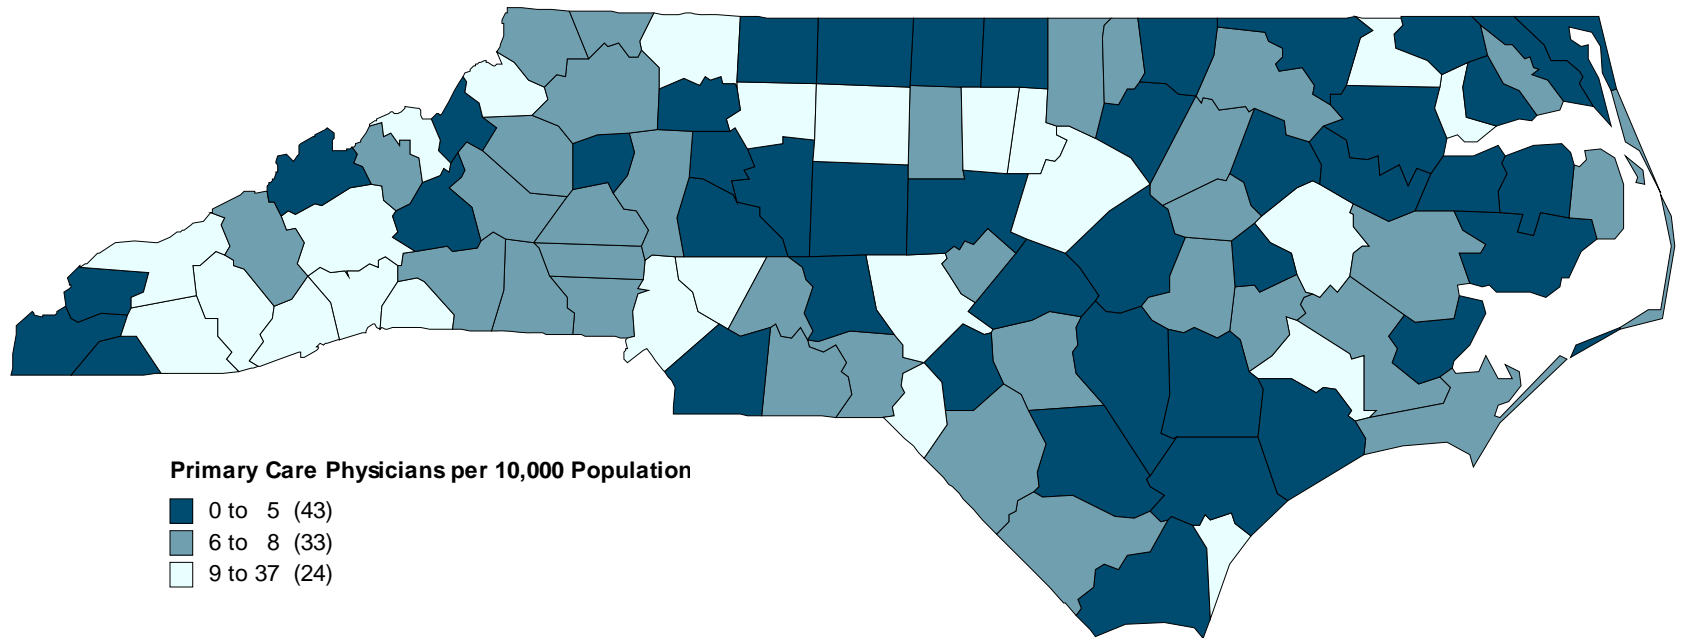 Primary Care Physicians per 10,000 Population
0 to 5 (43)
6 to 8 (33)
9 to 37 (24)